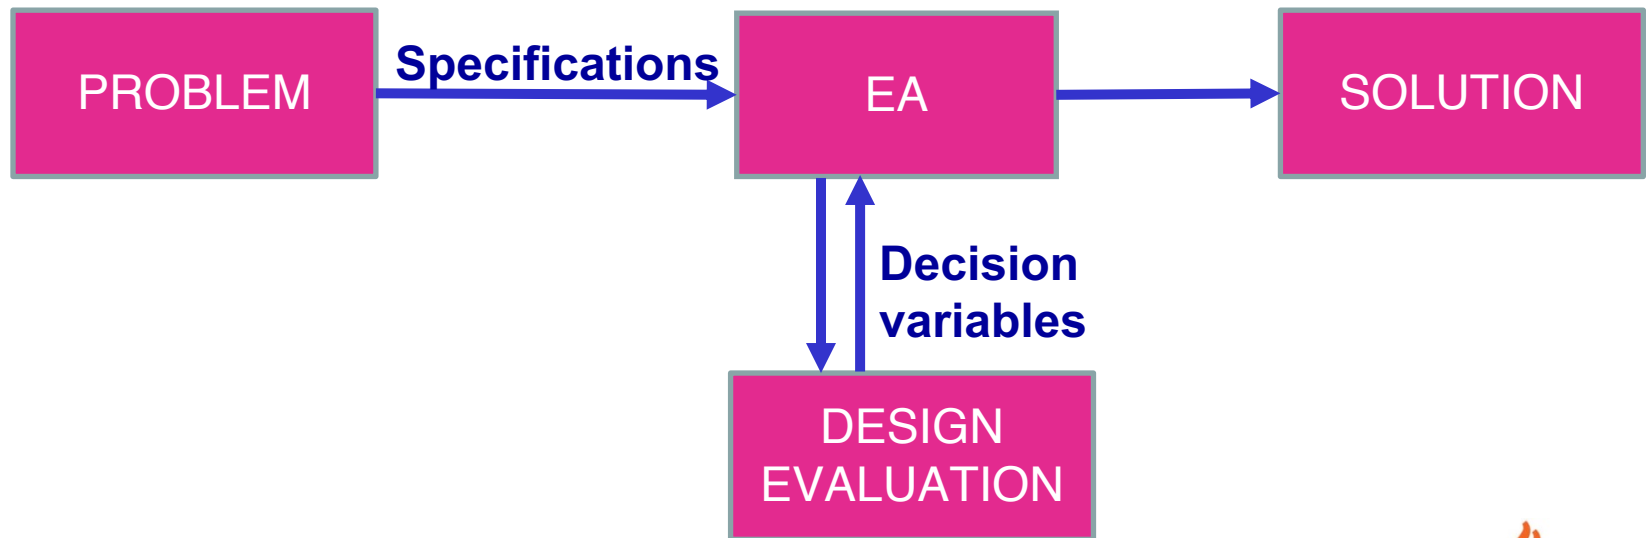 PROBLEM
Specifications
EA
SOLUTION
Decision
variables
DESIGN
EVALUATION